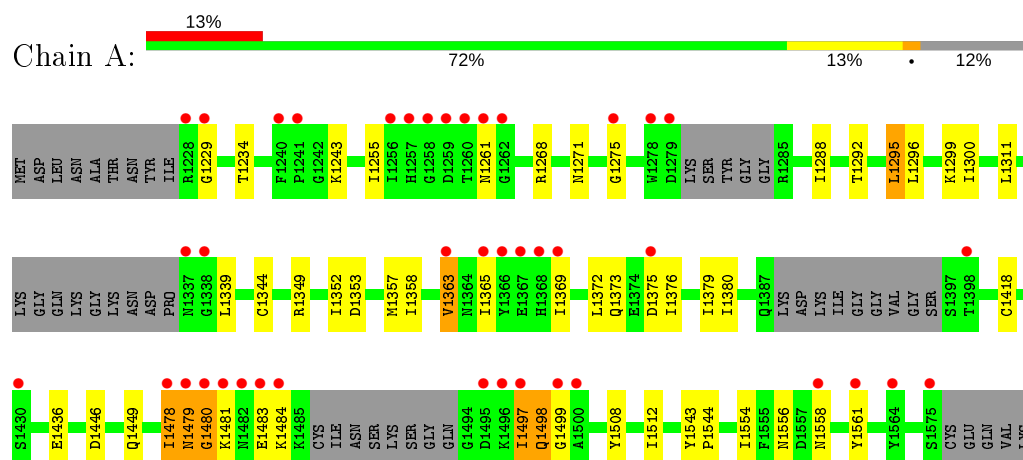 13%
Chain A:
72% 13% • 12%
MET ASP LEU ASN ALA THR ASN TYR ILE R1228 G1229 T1234 F1240 P1241 G1242 K1243 I1255 I1256 H1257 G1258 D1259 T1260 N1261 G1262 R1268 N1271 G1275 W1278 D1279 LYS SER TYR GLY GLY R1285 I1288 T1292 L1295 L1296 K1299 I1300 L1311
LYS GLY GLN LYS GLY LYS ASN ASP PRO N1337 G1338 L1339 C1344 R1349 I1352 D1353 M1357 I1358 V1363 N1364 I1365 Y1366 E1367 H1368 I1369 L1372 Q1373 E1374 D1375 I1376 I1379 I1380 Q1387 LYS ASP LYS ILE GLY GLY VAL GLY SER S1397 T1398 C1418
S1430 E1436 D1446 Q1449 I1478 N1479 G1480 K1481 N1482 E1483 K1484 K1485 CYS ILE ASN SER LYS SER GLY GLN G1494 D1495 K1496 I1497 Q1498 G1499 A1500 Y1508 I1512 Y1543 P1544 I1554 F1555 N1556 D1557 N1558 Y1561 Y1564 S1575 CYS GLU GLN VAL